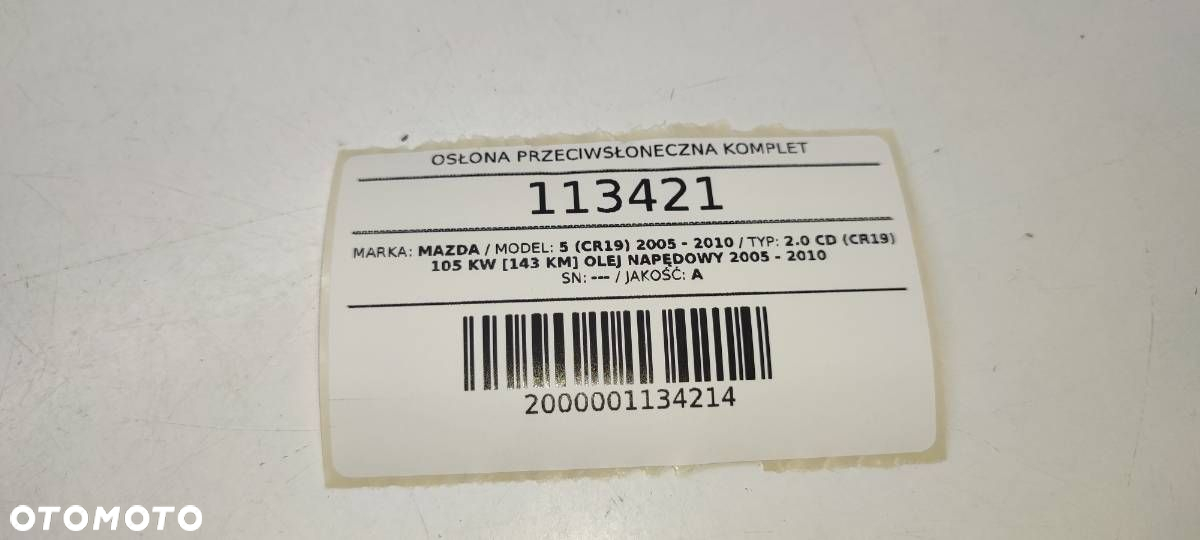 OSŁONA PRZECIWSŁONECZNA KOMPLET
113421
MARKA: MAZDA / MODEL: 5 (CR19) 2005 - 2010 / TYP: 2.0 CD (CR19)
105 KW [143 KM] OLEJ NAPĘDOWY 2005 - 2010
SN: --- / JAKOŚĆ: A
2000001134214
OTOMOTO